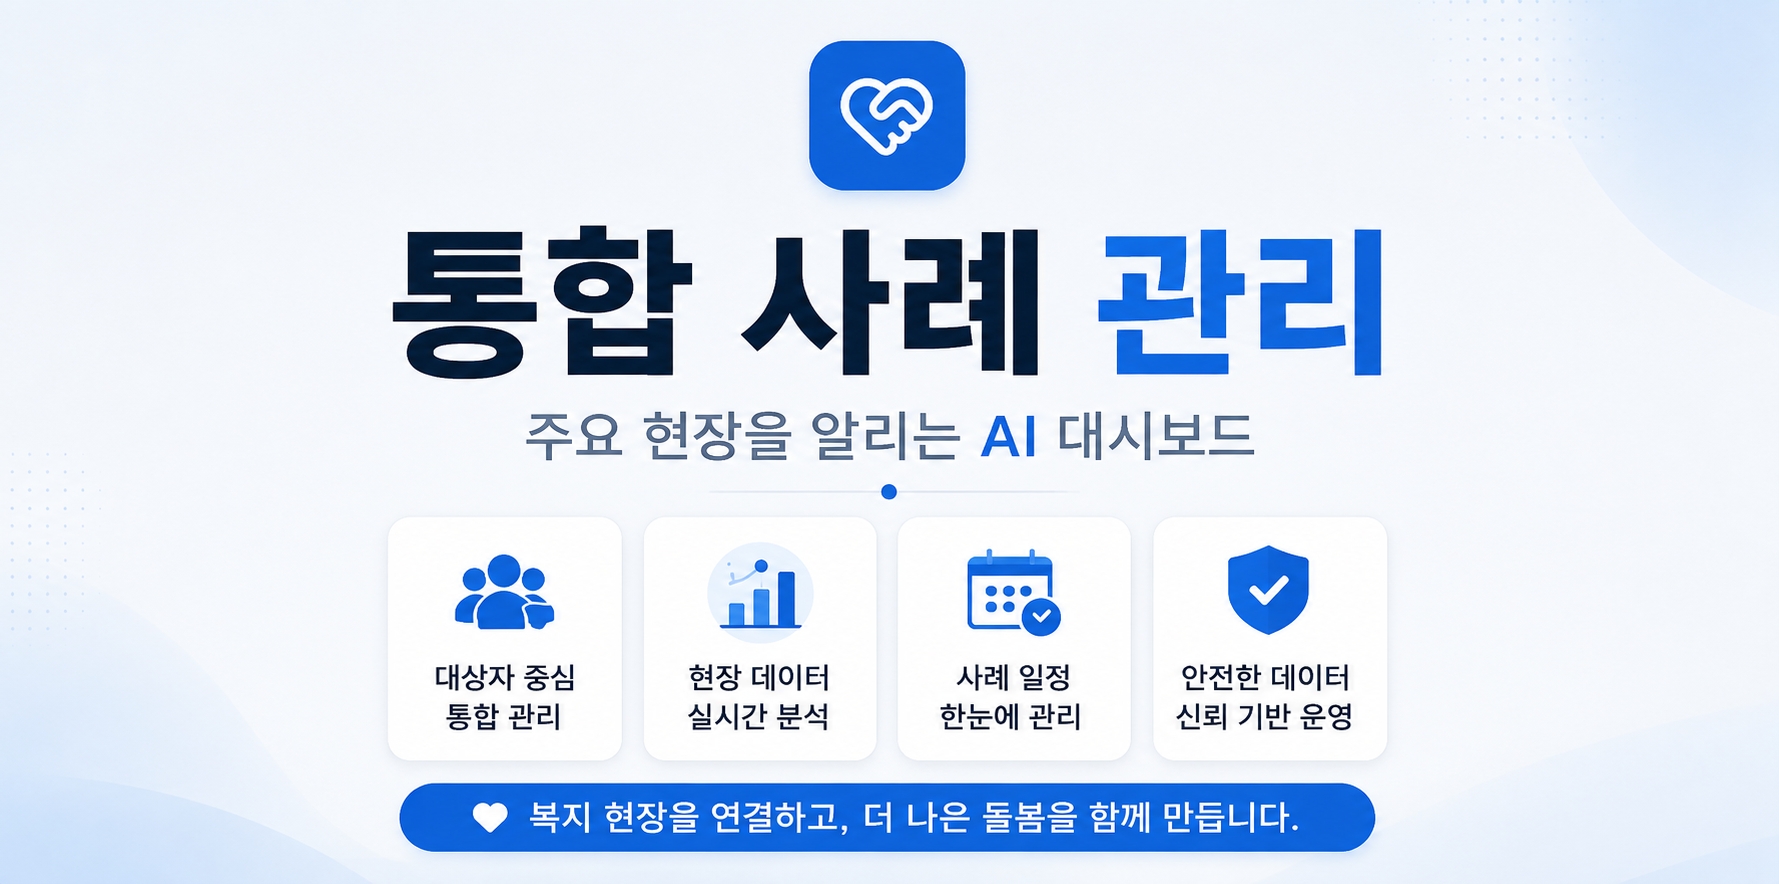 통합 사례 관리
주요 현장을 알리는 AI 대시보드
대상자 중심
통합 관리
현장 데이터
실시간 분석
사례 일정
한눈에 관리
안전한 데이터
신뢰 기반 운영
복지 현장을 연결하고, 더 나은 돌봄을 함께 만듭니다.